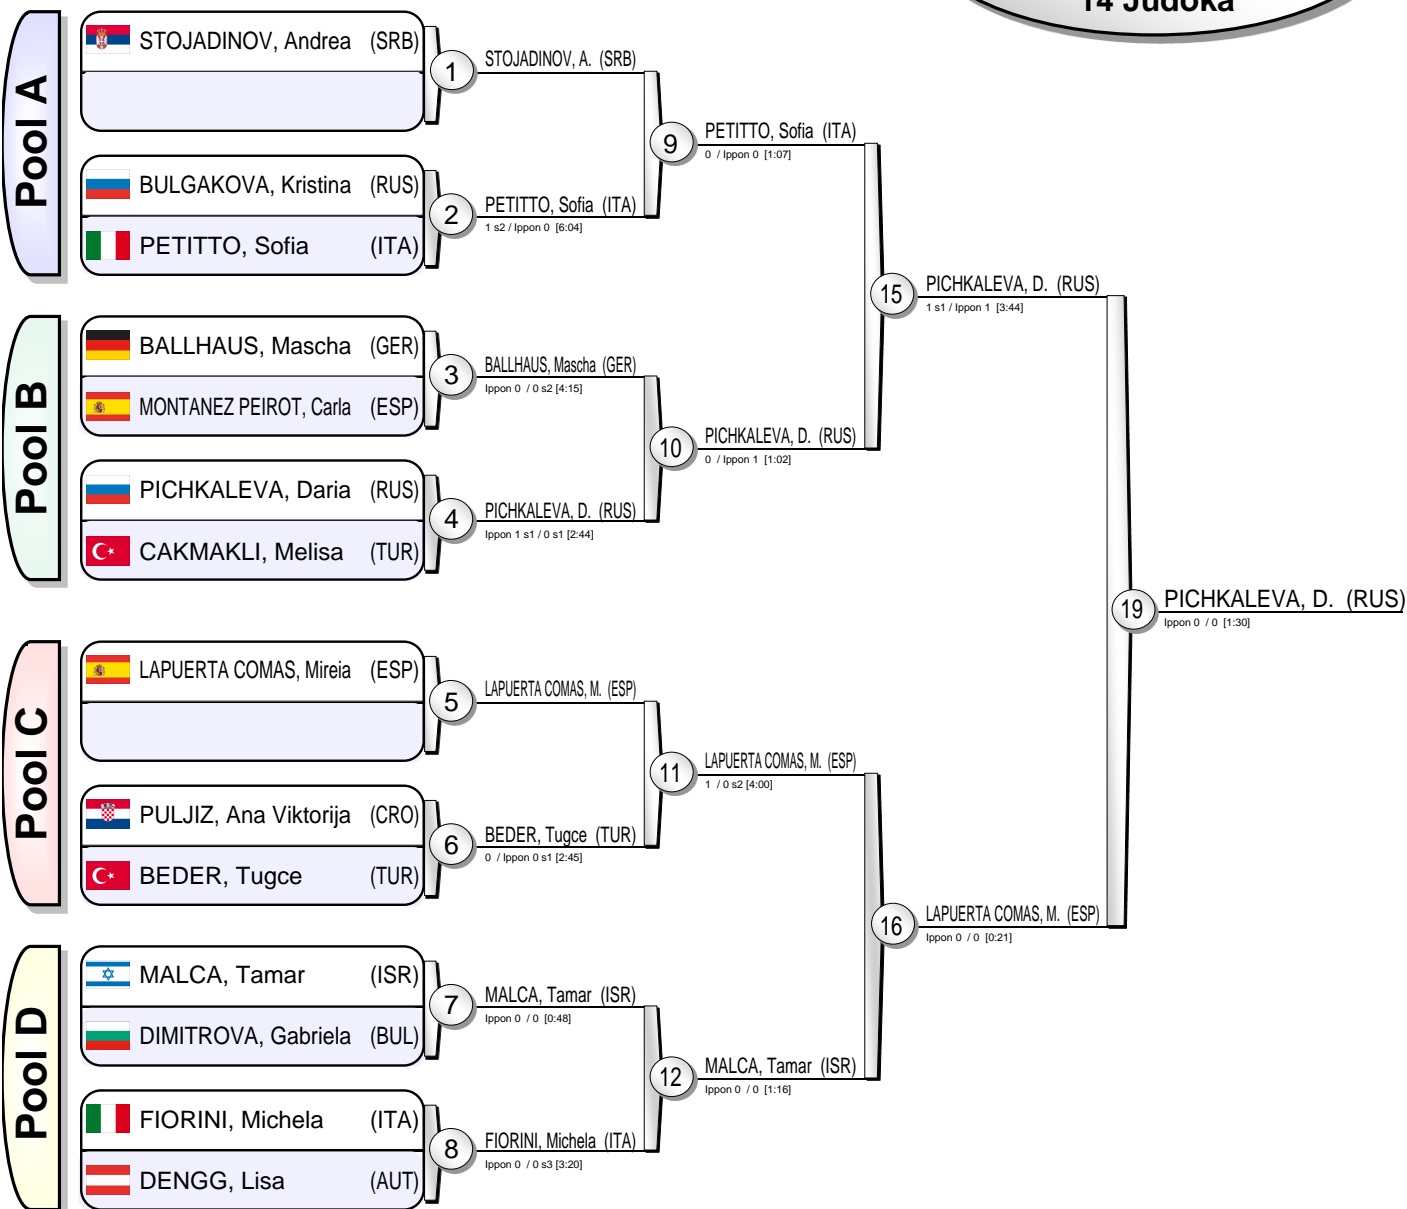 14 Judoka
Pool A
STOJADINOV, Andrea (SRB)
1
STOJADINOV, A. (SRB)
BULGAKOVA, Kristina (RUS)
PETITTO, Sofia (ITA)
2
PETITTO, Sofia (ITA)
1 s2 / Ippon 0 [6:04]
9
PETITTO, Sofia (ITA)
0 / Ippon 0 [1:07]
Pool B
BALLHAUS, Mascha (GER)
MONTANEZ PEIROT, Carla (ESP)
3
BALLHAUS, Mascha (GER)
Ippon 0 / 0 s2 [4:15]
PICHKALEVA, Daria (RUS)
CAKMAKLI, Melisa (TUR)
4
PICHKALEVA, D. (RUS)
Ippon 1 s1 / 0 s1 [2:44]
10
PICHKALEVA, D. (RUS)
0 / Ippon 1 [1:02]
15
PICHKALEVA, D. (RUS)
1 s1 / Ippon 1 [3:44]
Pool C
LAPUERTA COMAS, Mireia (ESP)
5
LAPUERTA COMAS, M. (ESP)
PULJIZ, Ana Viktorija (CRO)
BEDER, Tugce (TUR)
6
BEDER, Tugce (TUR)
0 / Ippon 0 s1 [2:45]
11
LAPUERTA COMAS, M. (ESP)
1 / 0 s2 [4:00]
Pool D
MALCA, Tamar (ISR)
DIMITROVA, Gabriela (BUL)
7
MALCA, Tamar (ISR)
Ippon 0 / 0 [0:48]
FIORINI, Michela (ITA)
DENGG, Lisa (AUT)
8
FIORINI, Michela (ITA)
Ippon 0 / 0 s3 [3:20]
12
MALCA, Tamar (ISR)
Ippon 0 / 0 [1:16]
16
LAPUERTA COMAS, M. (ESP)
Ippon 0 / 0 [0:21]
19
PICHKALEVA, D. (RUS)
Ippon 0 / 0 [1:30]